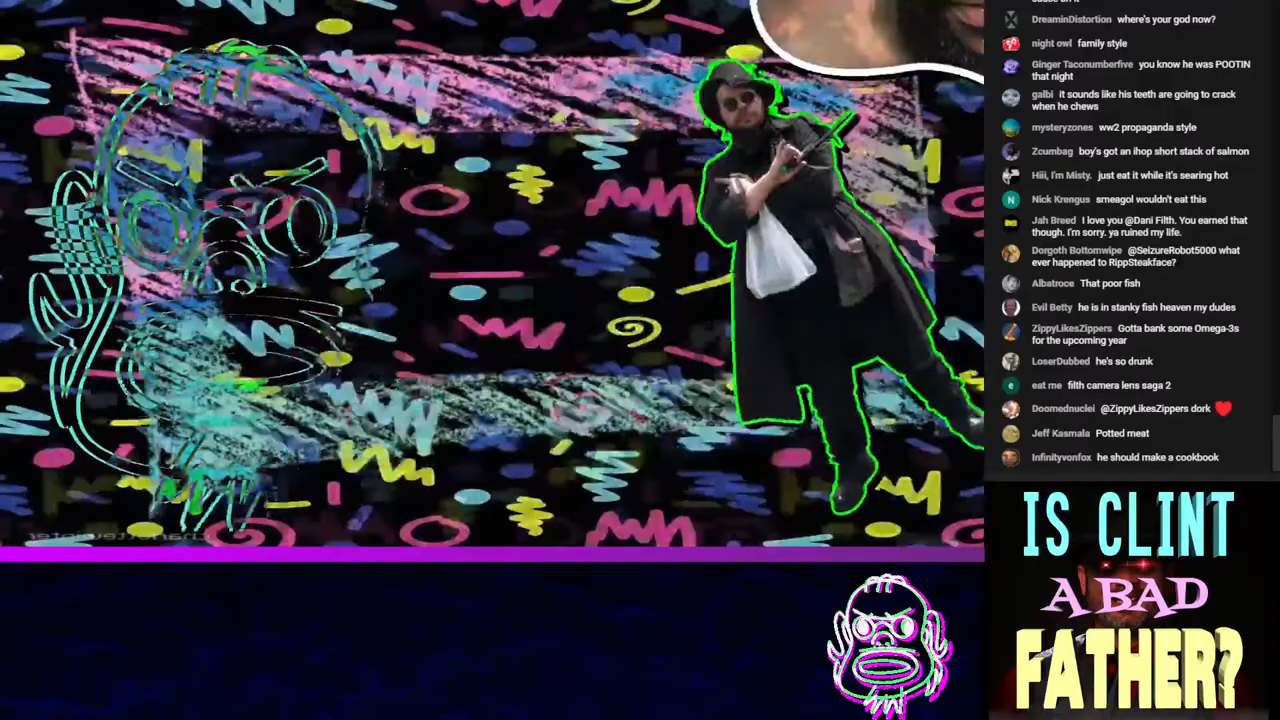 DreaminDistortion where's your god now?
night owl family style
Ginger Taconumberfive you know he was POOTIN
that night
galbi it sounds like his teeth are going to crack
when he chews
mysteryzones ww2 propaganda style
Zcumbag boy's got an ihop short stack of salmon
Hiii, I'm Misty. just eat it while it's searing hot
N
Nick Krengus smeagol wouldn't eat this
Jah Breed I love you @Dani Filth. You earned that
though. I'm sorry. ya ruined my life.
Dorgoth Bottomwipe @SeizureRobot5000 what
ever happened to RippSteakface?
Albatroce That poor fish
Evil Betty he is in stanky fish heaven my dudes
ZippyLikesZippers Gotta bank some Omega-3s
for the upcoming year
LoserDubbed he's so drunk
e
eat me filth camera lens saga 2
Doomednuclei @ZippyLikesZippers dork
Jeff Kasmala Potted meat
Infinityvonfox he should make a cookbook
IS CLINT
A BAD
FATHER?